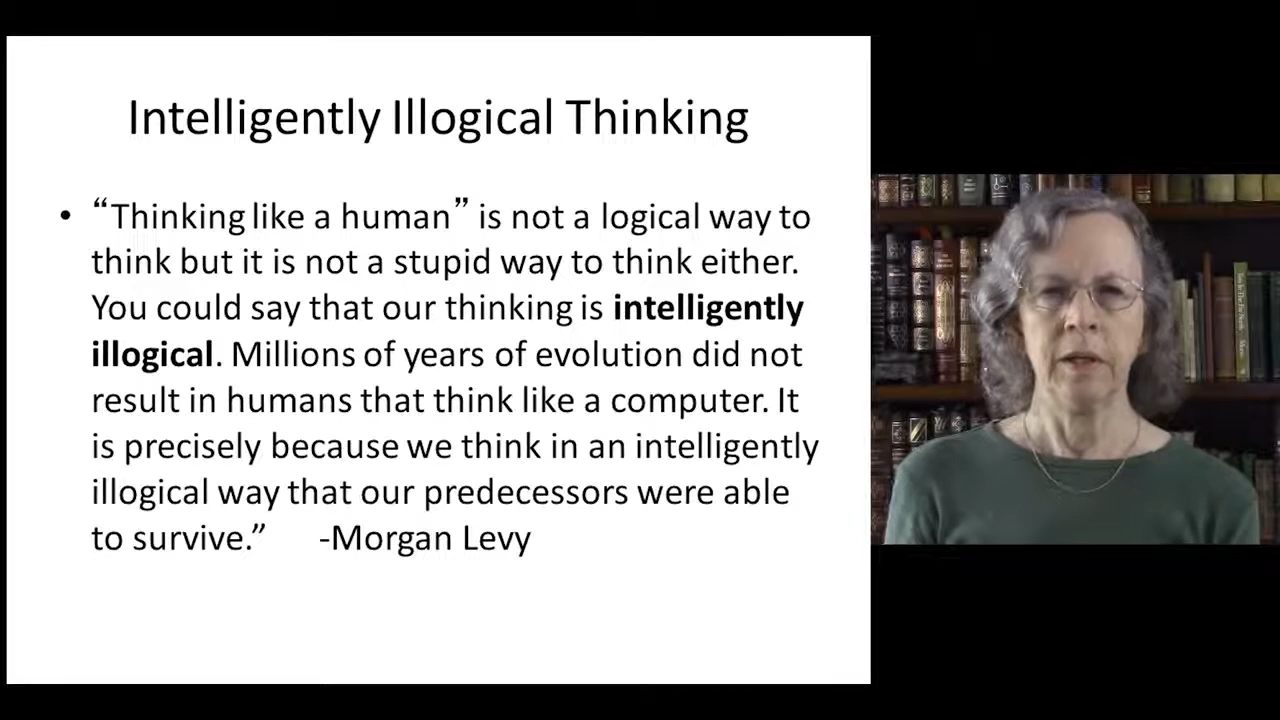 Intelligently Illogical Thinking
• “Thinking like a human” is not a logical way to
think but it is not a stupid way to think either.
You could say that our thinking is intelligently
illogical. Millions of years of evolution did not
result in humans that think like a computer. It
is precisely because we think in an intelligently
illogical way that our predecessors were able
to survive.” -Morgan Levy